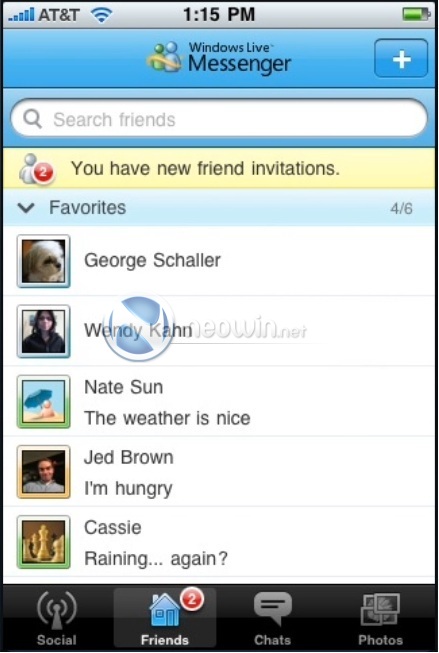 AT&T 1:15 PM
Windows Live™
Messenger
+
Search friends
2 You have new friend invitations.
Favorites 4/6
George Schaller
Wendy Kahn
neowin.net
Nate Sun
The weather is nice
Jed Brown
I'm hungry
Cassie
Raining... again?
2
Social Friends Chats Photos